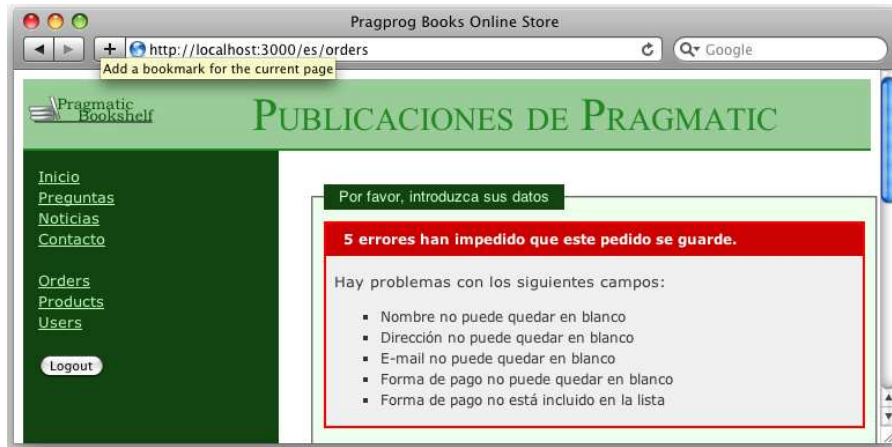 Pragprog Books Online Store
http://localhost:3000/es/orders
Google
Add a bookmark for the current page
Pragmatic
Bookshelf
PUBLICACIONES DE PRAGMATIC
Inicio
Preguntas
Noticias
Contacto
Orders
Products
Users
Logout
Por favor, introduzca sus datos
5 errores han impedido que este pedido se guarde.
Hay problemas con los siguientes campos:
Nombre no puede quedar en blanco
Dirección no puede quedar en blanco
E-mail no puede quedar en blanco
Forma de pago no puede quedar en blanco
Forma de pago no está incluido en la lista